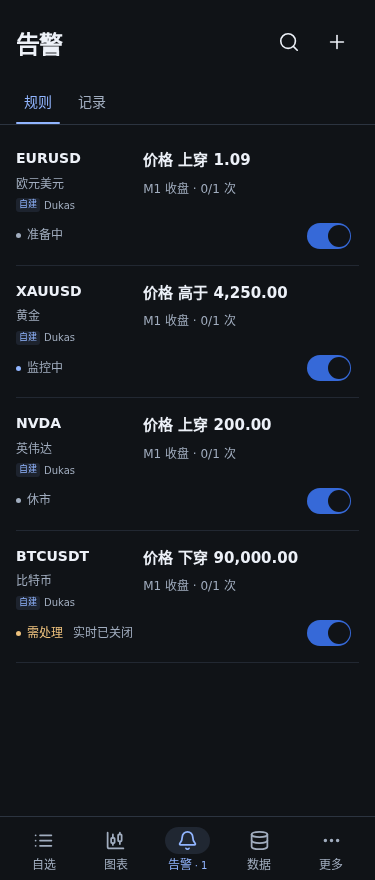 告警
规则 记录
EURUSD
价格 上穿 1.09
欧元美元
M1 收盘 · 0/1 次
自建 Dukas
准备中
XAUUSD
价格 高于 4,250.00
黄金
M1 收盘 · 0/1 次
自建 Dukas
监控中
NVDA
价格 上穿 200.00
英伟达
M1 收盘 · 0/1 次
自建 Dukas
休市
BTCUSDT
价格 下穿 90,000.00
比特币
M1 收盘 · 0/1 次
自建 Dukas
需处理 实时已关闭
自选 图表 告警 · 1 数据 更多